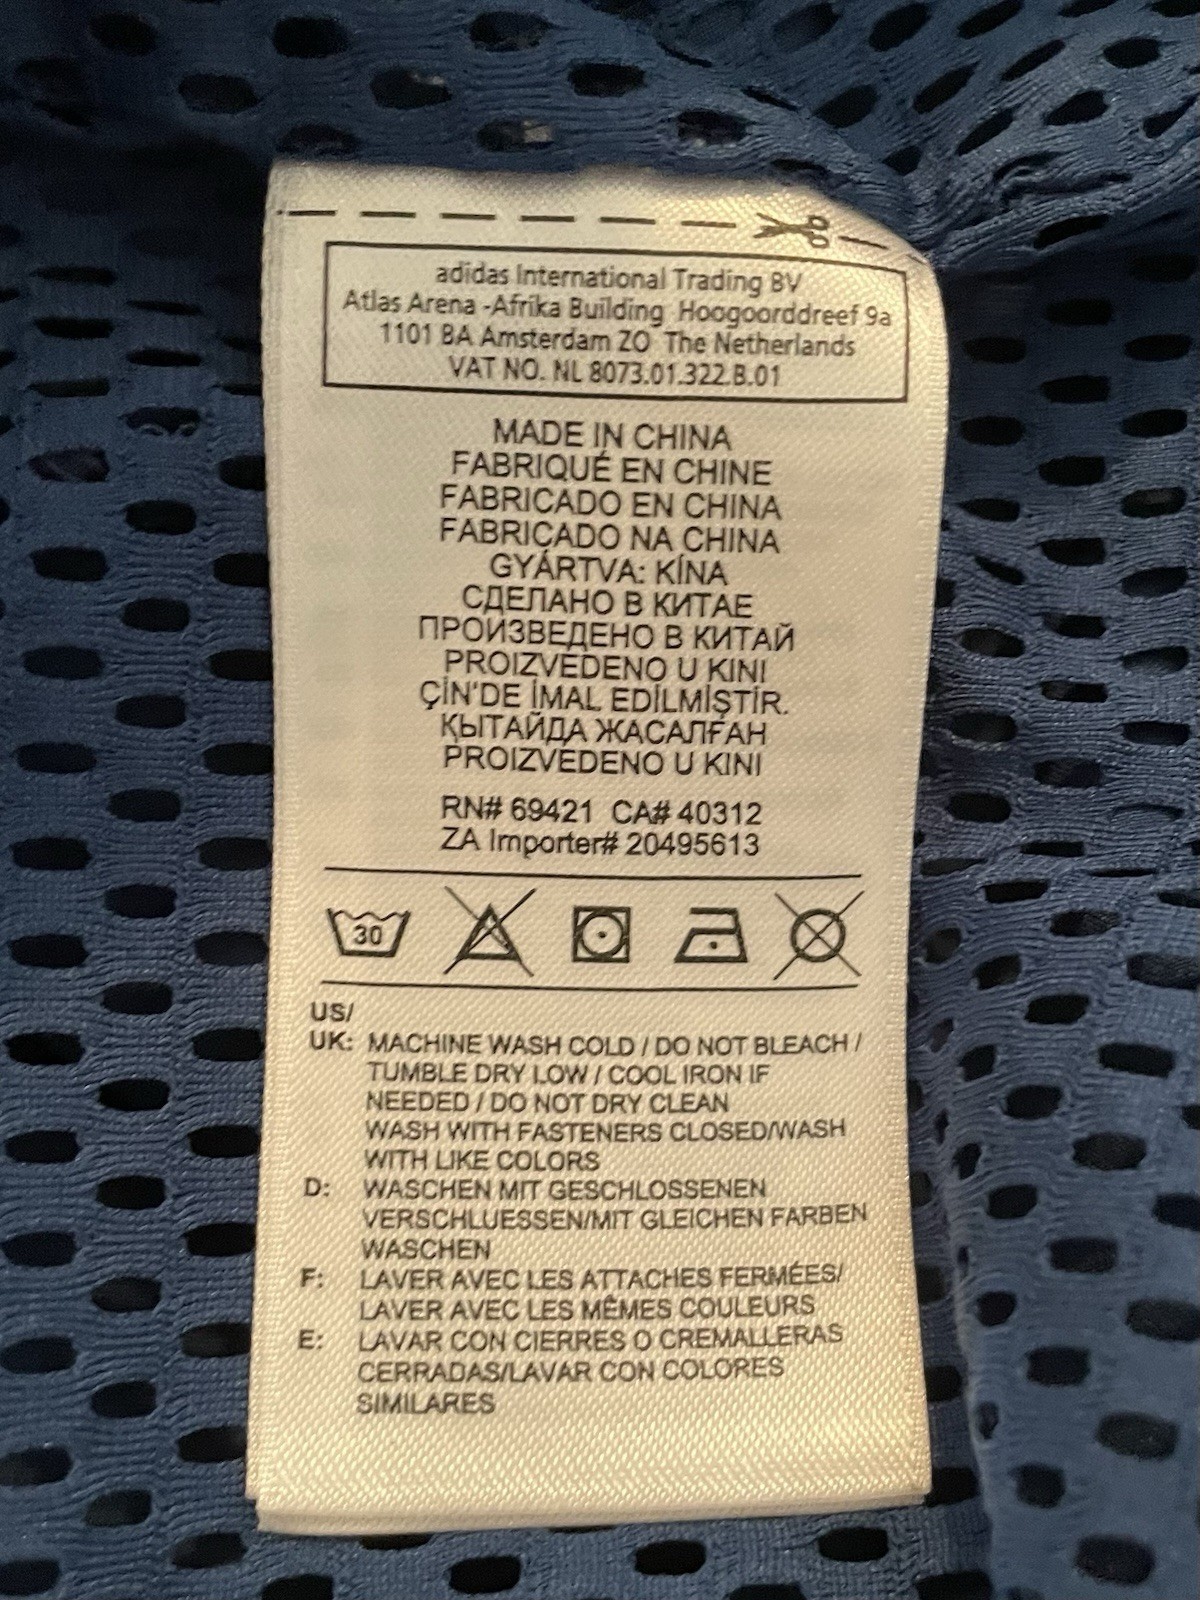 adidas International Trading BV
Atlas Arena -Afrika Building Hoogoorddreef 9a
1101 BA Amsterdam ZO The Netherlands
VAT NO. NL 8073.01.322.B.01
MADE IN CHINA
FABRIQUÉ EN CHINE
FABRICADO EN CHINA
FABRICADO NA CHINA
GYÁRTVA: KÍNA
СДЕЛАНО В КИТАЕ
ПРОИЗВЕДЕНО В КИТАЙ
PROIZVEDENO U KINI
ÇİN'DE İMAL EDİLMİŞTİR.
ҚЫТАЙДА ЖАСАЛҒАН
PROIZVEDENO U KINI
RN# 69421 CA# 40312
ZA Importer# 20495613
30
US/
UK: MACHINE WASH COLD / DO NOT BLEACH /
TUMBLE DRY LOW / COOL IRON IF
NEEDED / DO NOT DRY CLEAN
WASH WITH FASTENERS CLOSED/WASH
WITH LIKE COLORS
D: WASCHEN MIT GESCHLOSSENEN
VERSCHLUESSEN/MIT GLEICHEN FARBEN
WASCHEN
F: LAVER AVEC LES ATTACHES FERMÉES/
LAVER AVEC LES MÊMES COULEURS
E: LAVAR CON CIERRES O CREMALLERAS
CERRADAS/LAVAR CON COLORES
SIMILARES